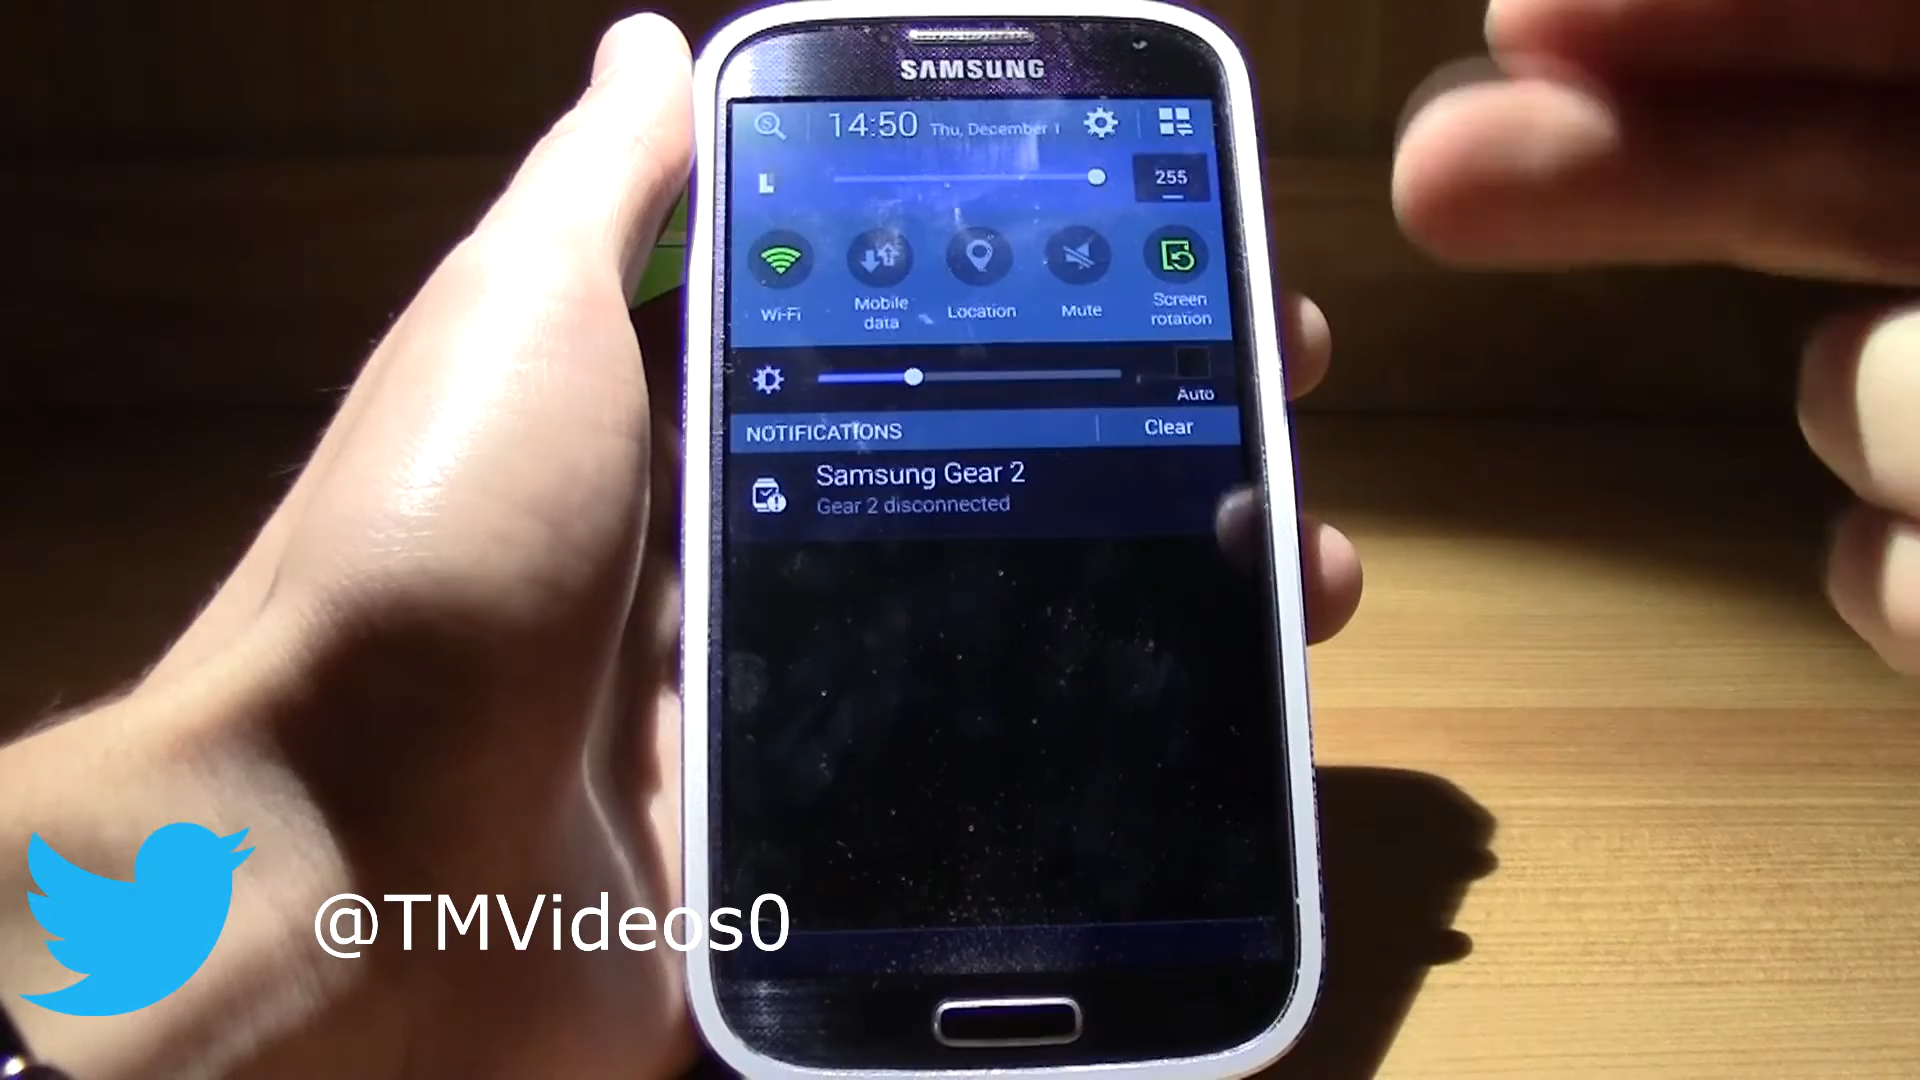 SAMSUNG
14:50 Thu, December 1
L
255
Wi-Fi
Mobile data
Location
Mute
Screen rotation
Auto
NOTIFICATIONS Clear
Samsung Gear 2
Gear 2 disconnected
@TMVideos0